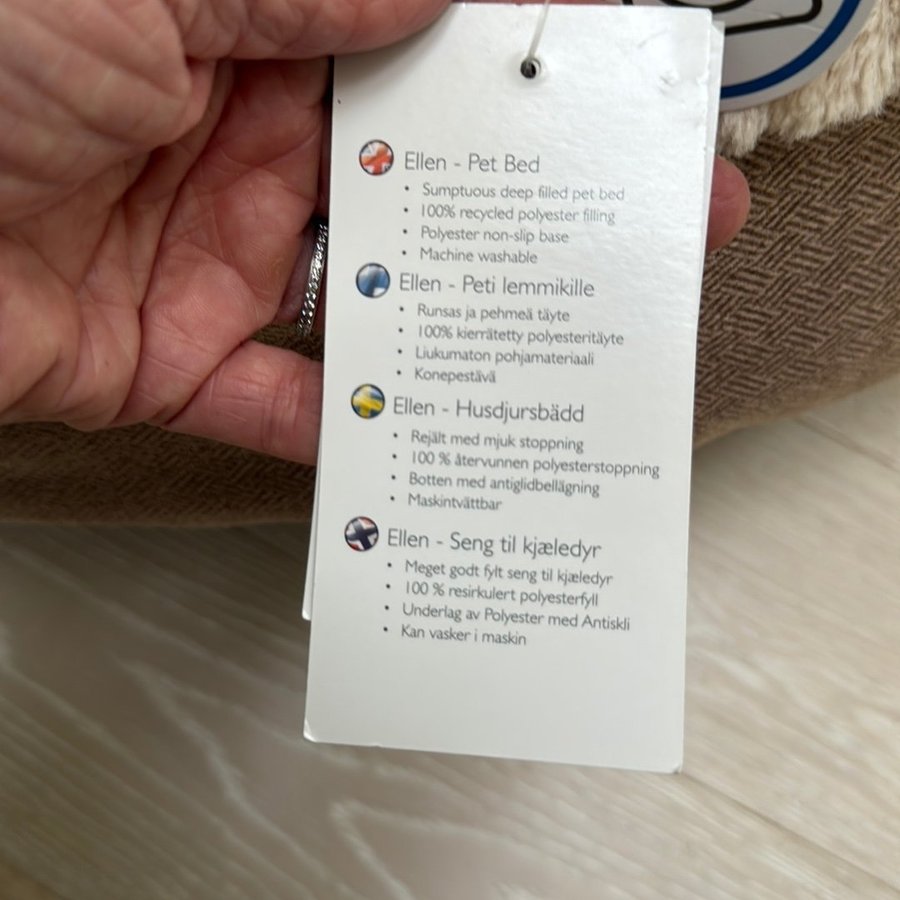 Ellen - Pet Bed
• Sumptuous deep filled pet bed
• 100% recycled polyester filling
• Polyester non-slip base
• Machine washable
Ellen - Peti lemmikille
• Runsas ja pehmeä täyte
• 100% kierrätetty polyesteritäyte
• Liukumaton pohjamateriaali
• Konepestävä
Ellen - Husdjursbädd
• Rejält med mjuk stoppning
• 100 % återvunnen polyesterstoppning
• Botten med antiglidbellägning
• Maskintvättbar
Ellen - Seng til kjæledyr
• Meget godt fylt seng til kjæledyr
• 100 % resirkulert polyesterfyll
• Underlag av Polyester med Antiskli
• Kan vasker i maskin